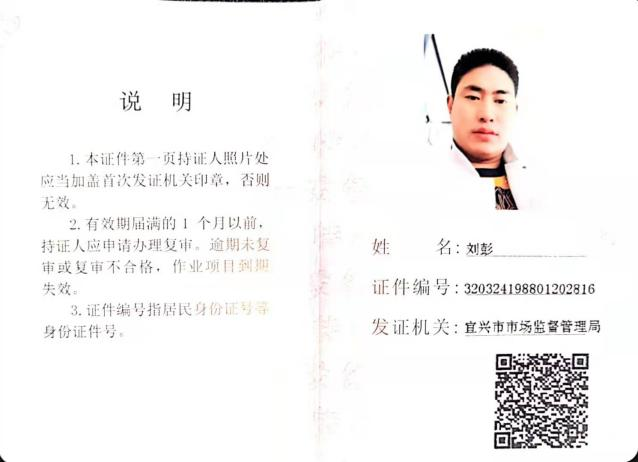 说 明
1.本证件第一页持证人照片处
应当加盖首次发证机关印章，否则
无效。
2.有效期届满的 1 个月以前，
持证人应申请办理复审。逾期未复
审或复审不合格，作业项目到期
失效。
3.证件编号指居民身份证号等
身份证件号。
姓 名：刘彭
证件编号：320324198801202816
发证机关：宜兴市市场监督管理局